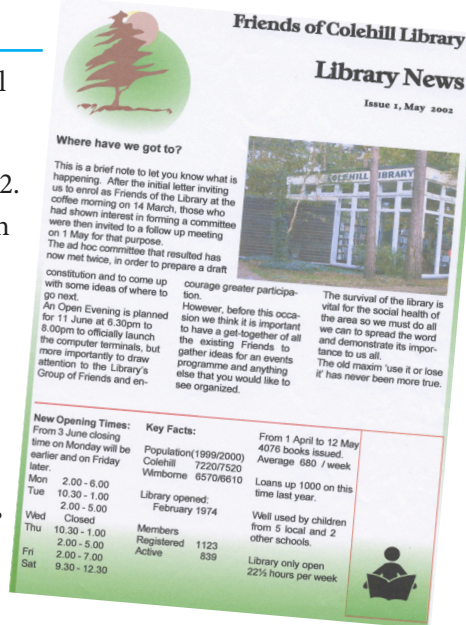 l
2.
n
,
Friends of Colehill Library
Library News
Issue 1, May 2002
COLEHILL LIBRARY
Where have we got to?
This is a brief note to let you know what is
happening. After the initial letter inviting
us to enrol as Friends of the Library at the
coffee morning on 14 March, those who
had shown interest in forming a committee
were then invited to a follow up meeting
on 1 May for that purpose.
The ad hoc committee that resulted has
now met twice, in order to prepare a draft
constitution and to come up
with some ideas of where to
go next.
An Open Evening is planned
for 11 June at 6.30pm to
8.00pm to officially launch
the computer terminals, but
more importantly to draw
attention to the Library's
Group of Friends and en-
courage greater participa-
tion.
However, before this occa-
sion we think it is important
to have a get-together of all
the existing Friends to
gather ideas for an events
programme and anything
else that you would like to
see organized.
The survival of the library is
vital for the social health of
the area so we must do all
we can to spread the word
and demonstrate its impor-
tance to us all.
The old maxim 'use it or lose
it' has never been more true.
New Opening Times:
From 3 June closing
time on Monday will be
earlier and on Friday
later.
Mon 2.00 - 6.00
Tue 10.30 - 1.00
2.00 - 5.00
Wed Closed
Thu 10.30 - 1.00
2.00 - 5.00
Fri 2.00 - 7.00
Sat 9.30 - 12.30
Key Facts:
Population(1999/2000)
Colehill 7220/7520
Wimborne 6570/6610
Library opened:
February 1974
Members
Registered 1123
Active 839
From 1 April to 12 May
4076 books issued.
Average 680 / week
Loans up 1000 on this
time last year.
Well used by children
from 5 local and 2
other schools.
Library only open
22½ hours per week